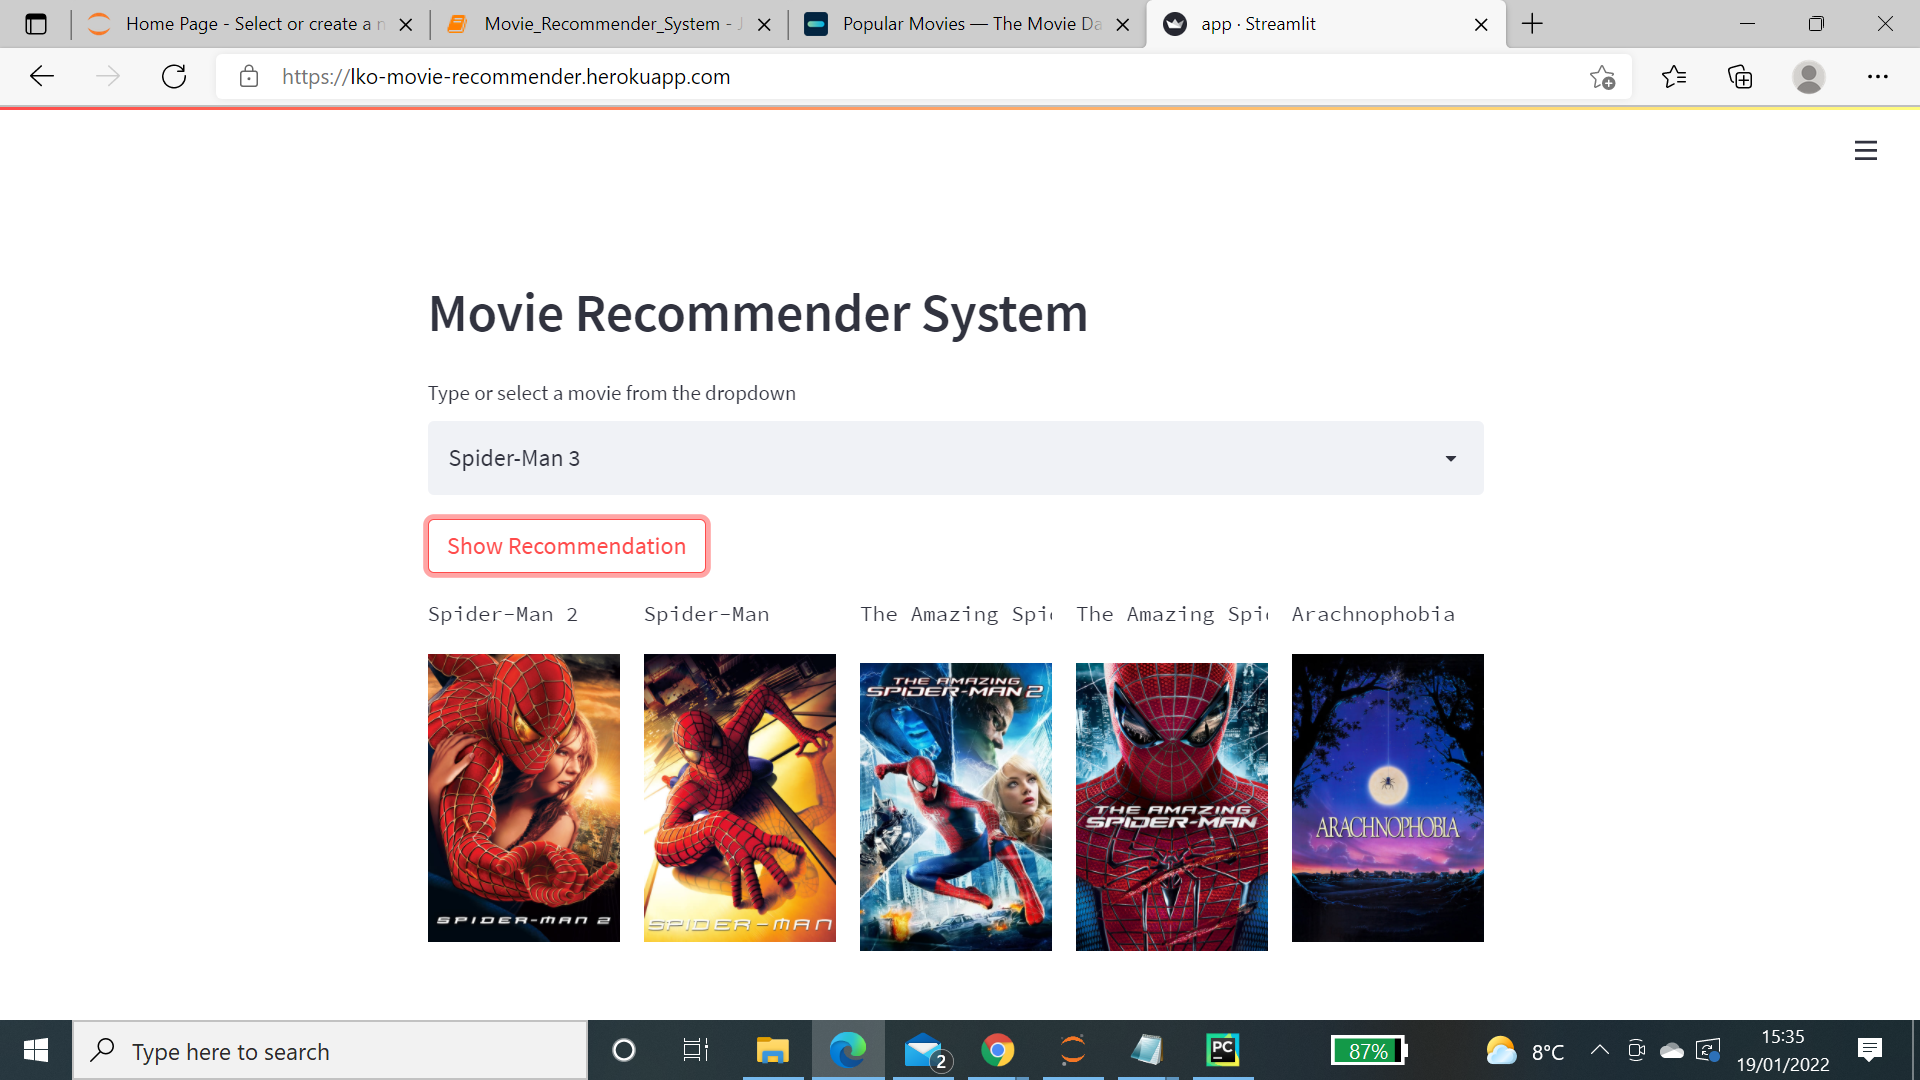 Home Page - Select or create a n
Movie_Recommender_System - J
Popular Movies — The Movie Da
app · Streamlit
https://lko-movie-recommender.herokuapp.com
Movie Recommender System
Type or select a movie from the dropdown
Spider-Man 3
Show Recommendation
Spider-Man 2
Spider-Man
The Amazing Spi
The Amazing Spi
Arachnophobia
SPIDER-MAN 2
SPIDER-MAN
THE AMAZING
SPIDER-MAN 2
THE AMAZING
SPIDER-MAN
ARACHNOPHOBIA
Type here to search
2
PC
87%
8°C
15:35
19/01/2022